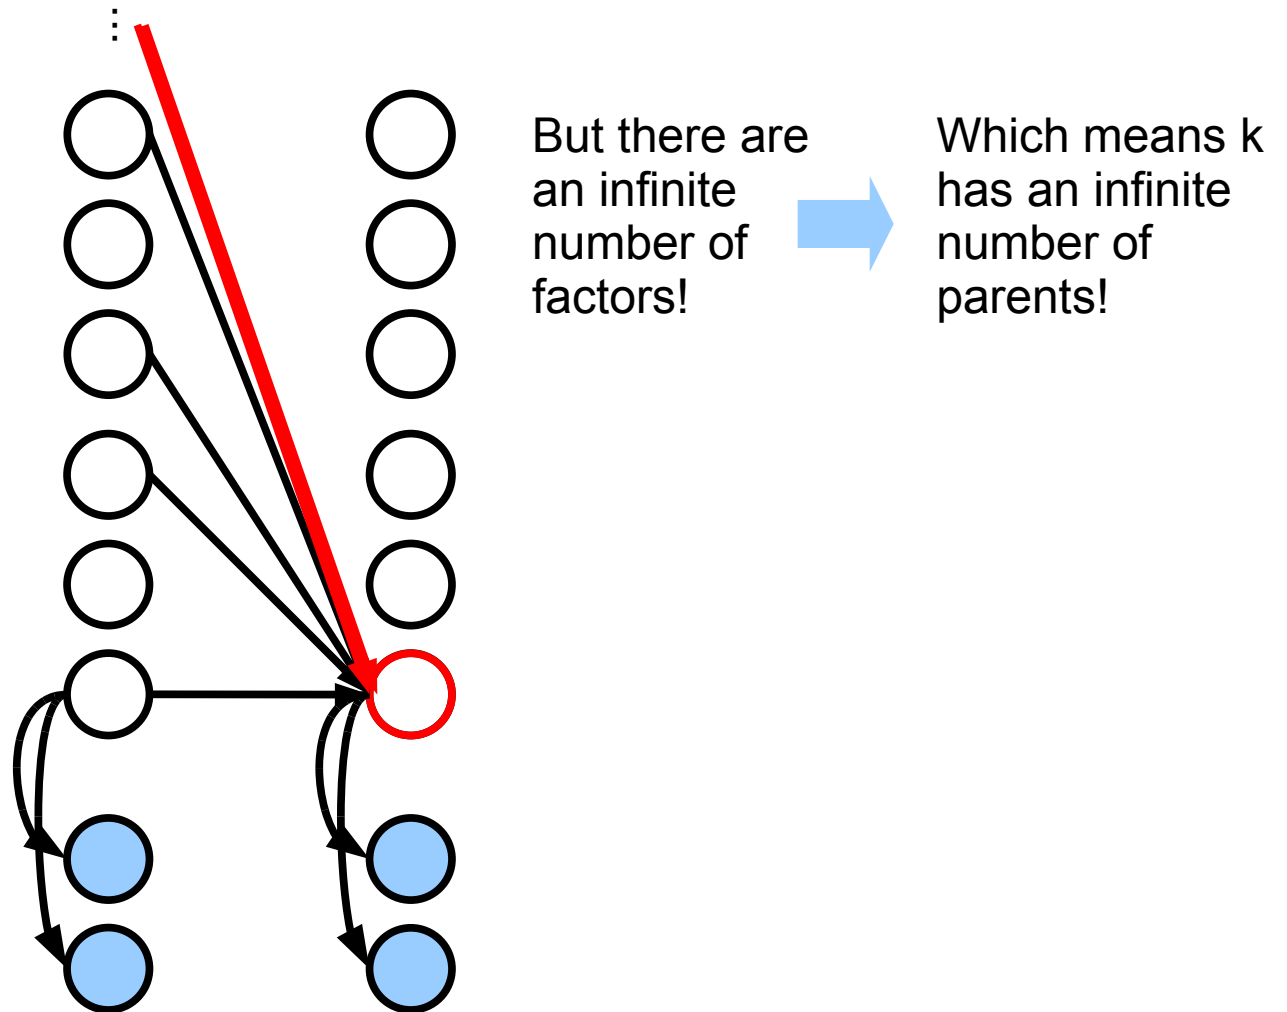 ⋮
But there are
an infinite
number of
factors!
Which means k
has an infinite
number of
parents!